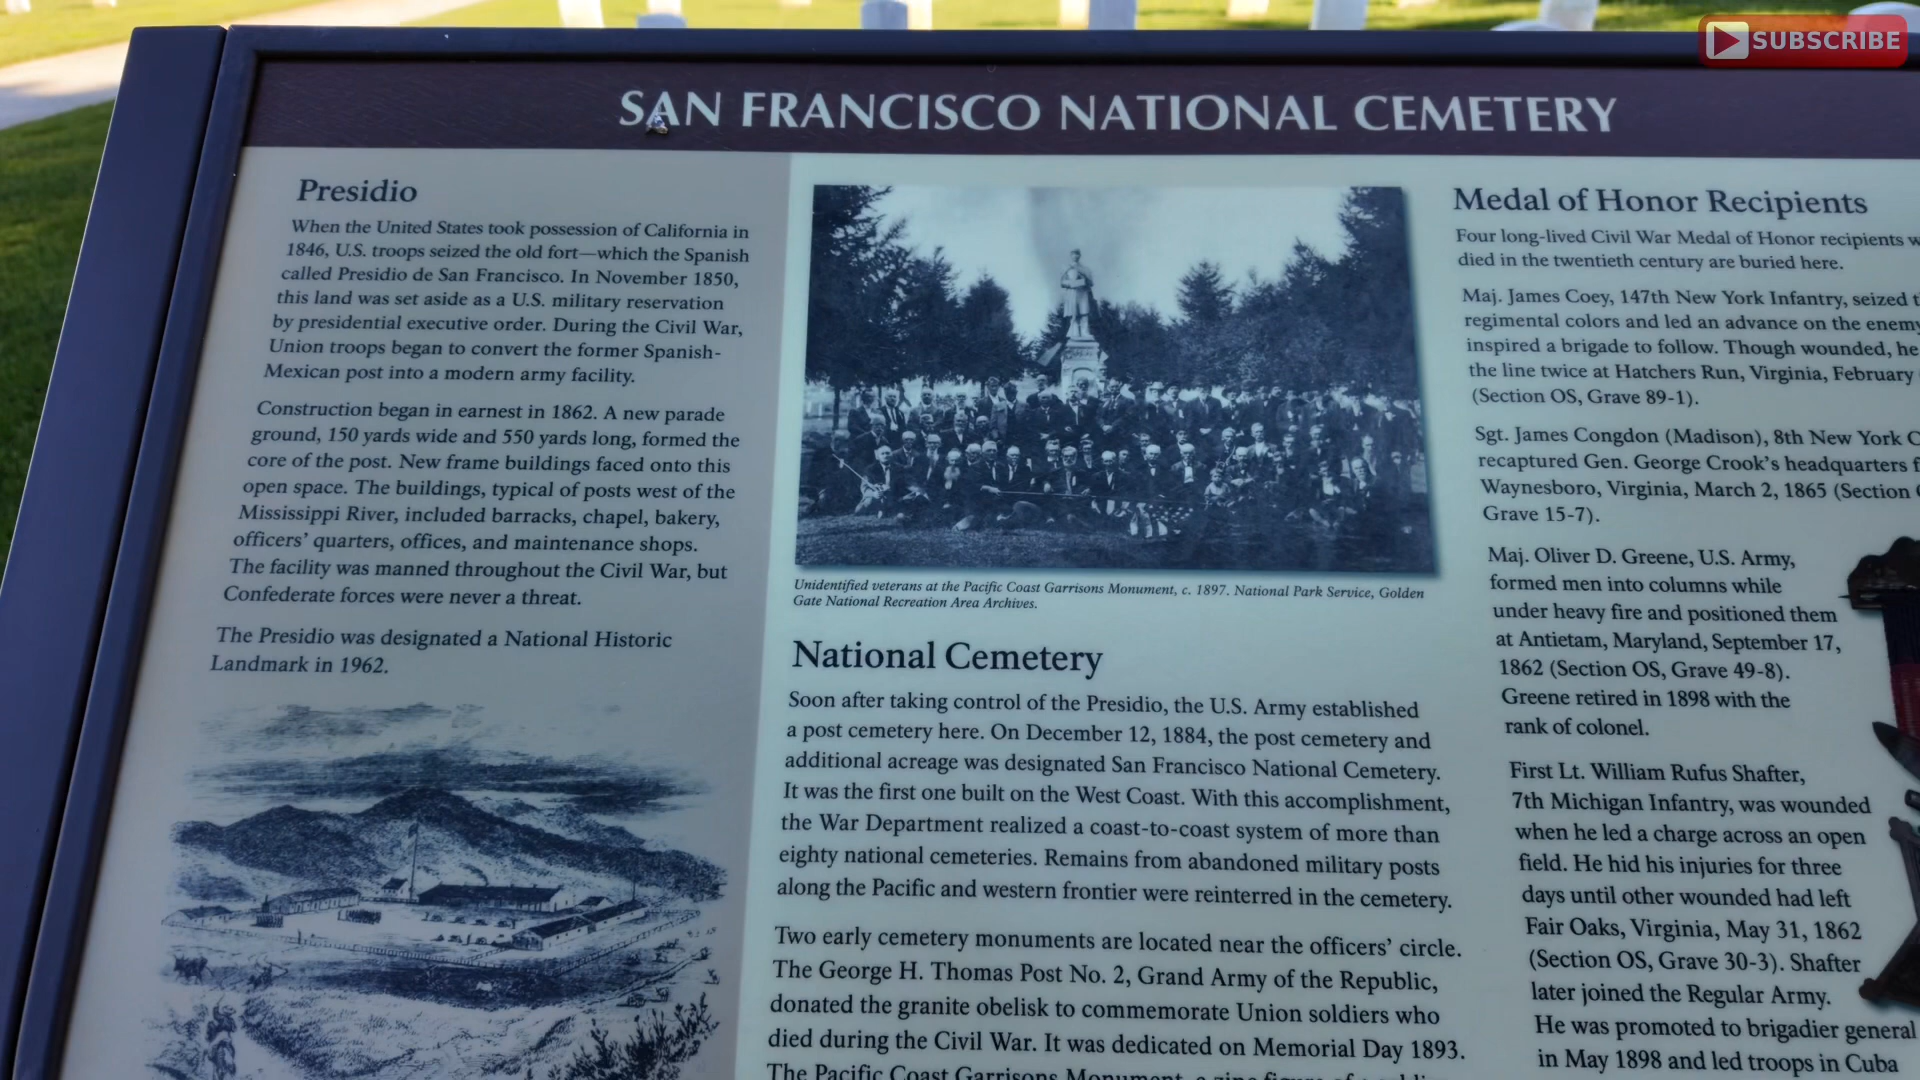 SUBSCRIBE
SAN FRANCISCO NATIONAL CEMETERY
Presidio
When the United States took possession of California in
1846, U.S. troops seized the old fort—which the Spanish
called Presidio de San Francisco. In November 1850,
this land was set aside as a U.S. military reservation
by presidential executive order. During the Civil War,
Union troops began to convert the former Spanish-
Mexican post into a modern army facility.
Construction began in earnest in 1862. A new parade
ground, 150 yards wide and 550 yards long, formed the
core of the post. New frame buildings faced onto this
open space. The buildings, typical of posts west of the
Mississippi River, included barracks, chapel, bakery,
officers' quarters, offices, and maintenance shops.
The facility was manned throughout the Civil War, but
Confederate forces were never a threat.
The Presidio was designated a National Historic
Landmark in 1962.
Unidentified veterans at the Pacific Coast Garrisons Monument, c. 1897. National Park Service, Golden
Gate National Recreation Area Archives.
National Cemetery
Soon after taking control of the Presidio, the U.S. Army established
a post cemetery here. On December 12, 1884, the post cemetery and
additional acreage was designated San Francisco National Cemetery.
It was the first one built on the West Coast. With this accomplishment,
the War Department realized a coast-to-coast system of more than
eighty national cemeteries. Remains from abandoned military posts
along the Pacific and western frontier were reinterred in the cemetery.
Two early cemetery monuments are located near the officers' circle.
The George H. Thomas Post No. 2, Grand Army of the Republic,
donated the granite obelisk to commemorate Union soldiers who
died during the Civil War. It was dedicated on Memorial Day 1893.
The Pacific Coast Garrisons Monument, a zinc figure of a
Medal of Honor Recipients
Four long-lived Civil War Medal of Honor recipients
died in the twentieth century are buried here.
Maj. James Coey, 147th New York Infantry, seized
regimental colors and led an advance on the enemy
inspired a brigade to follow. Though wounded, he
the line twice at Hatchers Run, Virginia, February
(Section OS, Grave 89-1).
Sgt. James Congdon (Madison), 8th New York
recaptured Gen. George Crook's headquarters
Waynesboro, Virginia, March 2, 1865 (Section
Grave 15-7).
Maj. Oliver D. Greene, U.S. Army,
formed men into columns while
under heavy fire and positioned them
at Antietam, Maryland, September 17,
1862 (Section OS, Grave 49-8).
Greene retired in 1898 with the
rank of colonel.
First Lt. William Rufus Shafter,
7th Michigan Infantry, was wounded
when he led a charge across an open
field. He hid his injuries for three
days until other wounded had left
Fair Oaks, Virginia, May 31, 1862
(Section OS, Grave 30-3). Shafter
later joined the Regular Army.
He was promoted to brigadier general
in May 1898 and led troops in Cuba